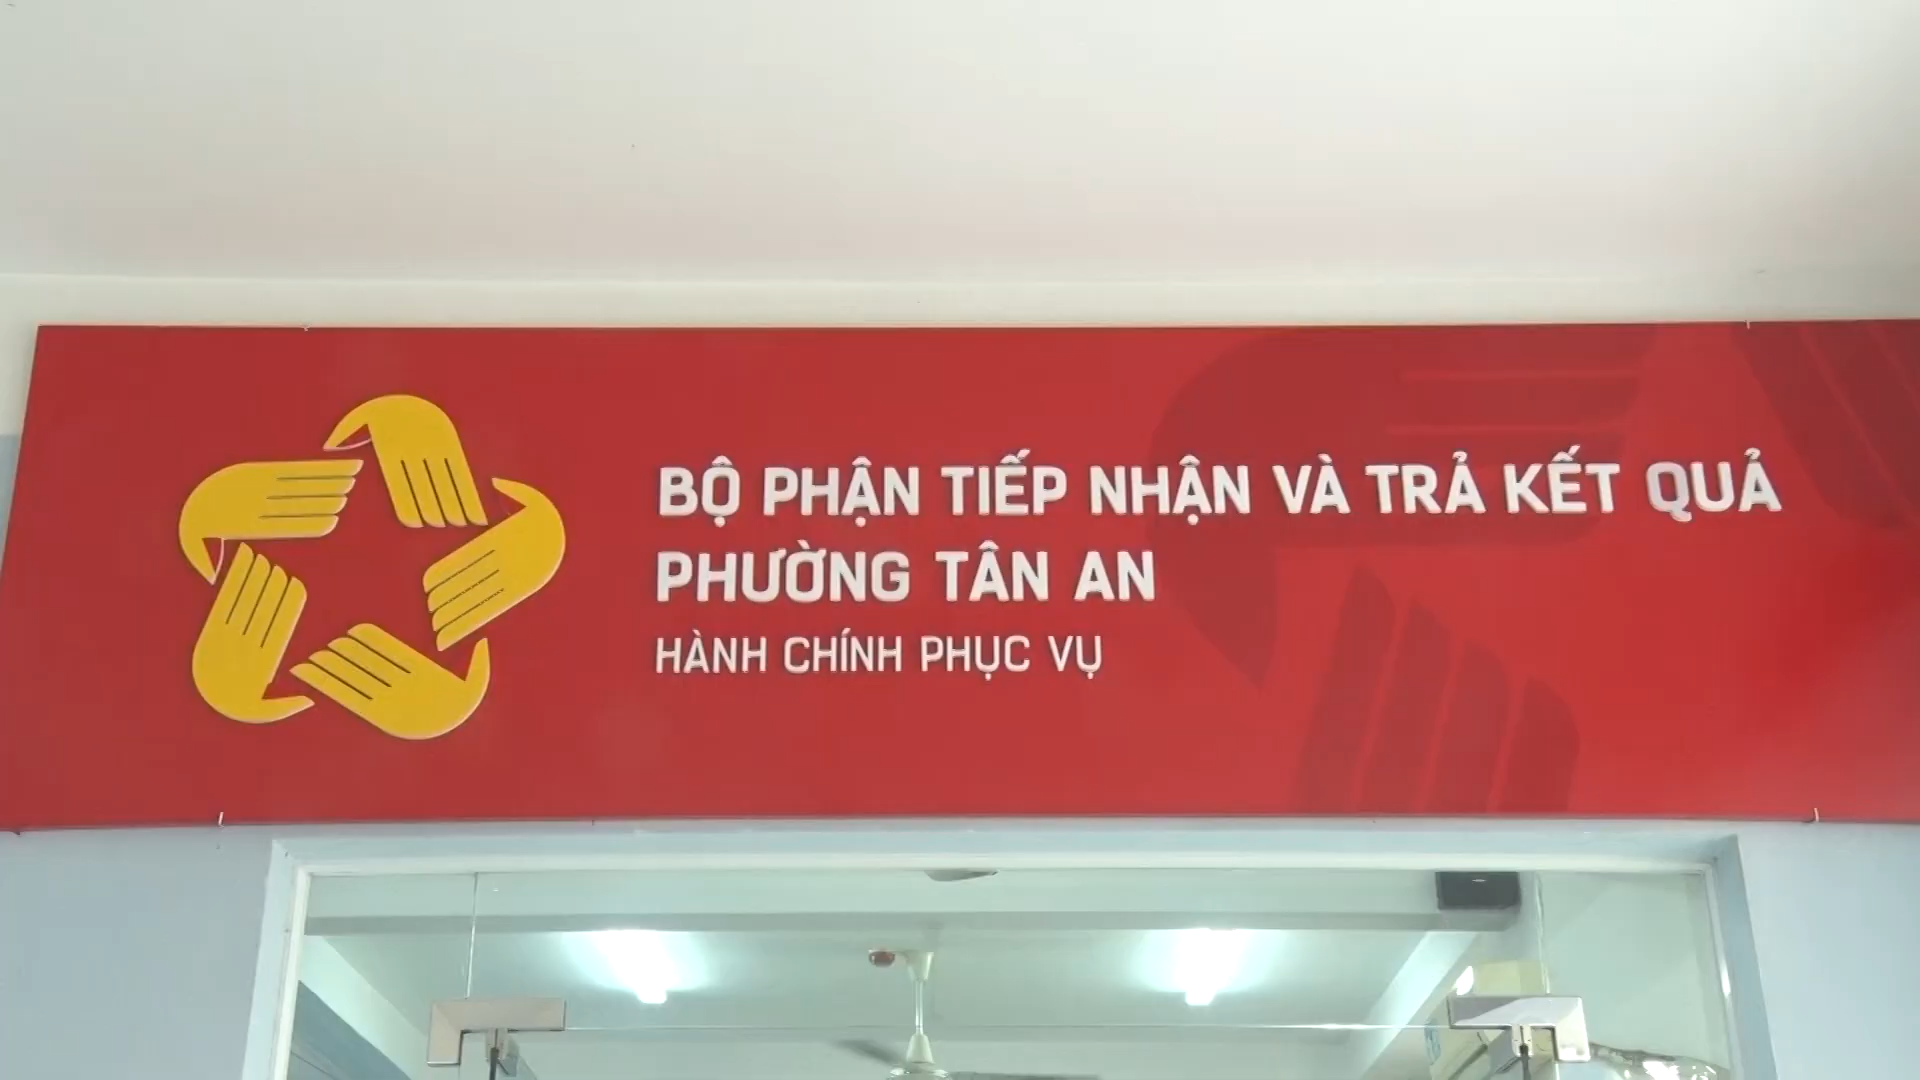 BỘ PHẬN TIẾP NHẬN VÀ TRẢ KẾT QUẢ
PHƯỜNG TÂN AN
HÀNH CHÍNH PHỤC VỤ